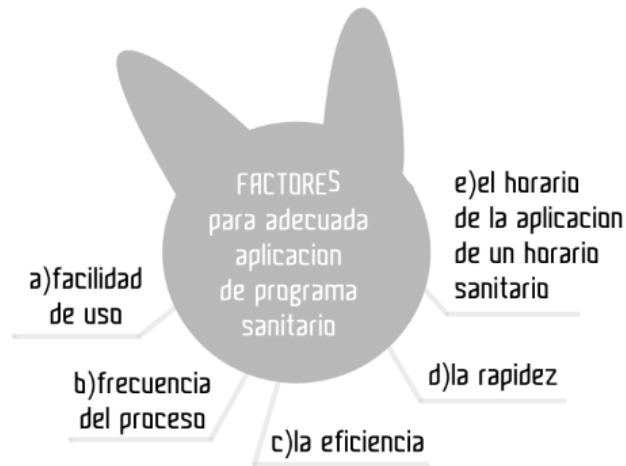 FACTORES
para adecuada
aplicacion
de programa
sanitario
a)facilidad
de uso
b)frecuencia
del proceso
c)la eficiencia
d)la rapidez
e)el horario
de la aplicacion
de un horario
sanitario